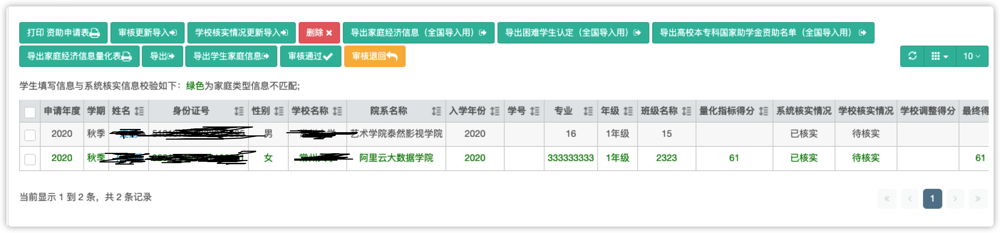 打印 资助申请表 审核更新导入 学校核实情况更新导入 删除 导出家庭经济信息（全国导入用） 导出困难学生认定（全国导入用） 导出高校本专科国家助学金资助名单（全国导入用）
导出家庭经济信息量化表 导出 导出学生家庭信息 审核通过 审核退回 10
学生填写信息与系统核实信息校验如下：绿色为家庭类型信息不匹配;
申请年度 学期 姓名 身份证号 性别 学校名称 院系名称 入学年份 学号 专业 年级 班级名称 量化指标得分 系统核实情况 学校核实情况 学校调整得分 最终得
2020 秋季 男 艺术学院泰然影视学院 2020 16 1年级 15 已核实 待核实
2020 秋季 女 阿里云大数据学院 2020 333333333 1年级 2323 61 已核实 待核实 61
当前显示 1 到 2 条，共 2 条记录
« ‹ 1 › »